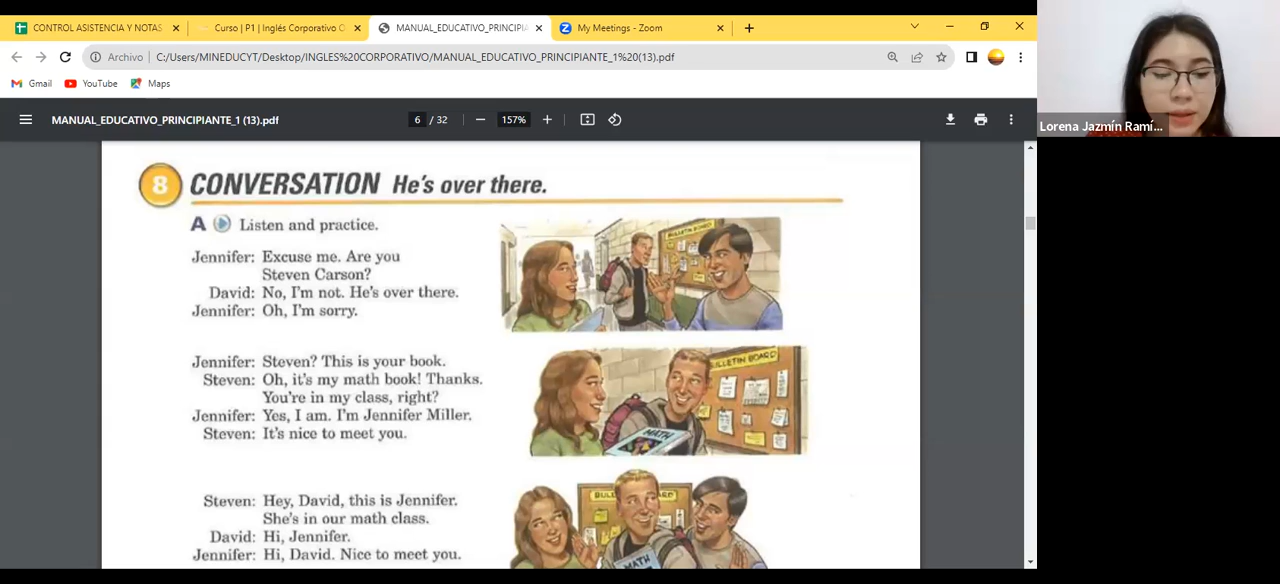 CONTROL ASISTENCIA Y NOTAS
Curso | P1 | Inglés Corporativo O
MANUAL_EDUCATIVO_PRINCIPIA
My Meetings - Zoom
Archivo
C:/Users/MINEDUCYT/Desktop/INGLES%20CORPORATIVO/MANUAL_EDUCATIVO_PRINCIPIANTE_1%20(13).pdf
Gmail
YouTube
Maps
MANUAL_EDUCATIVO_PRINCIPIANTE_1 (13).pdf
6 / 32
157%
Lorena Jazmín Ramí...
8 CONVERSATION He's over there.
A Listen and practice.
Jennifer: Excuse me. Are you
Steven Carson?
David: No, I'm not. He's over there.
Jennifer: Oh, I'm sorry.
BULLETIN BOARD
Jennifer: Steven? This is your book.
Steven: Oh, it's my math book! Thanks.
You're in my class, right?
Jennifer: Yes, I am. I'm Jennifer Miller.
Steven: It's nice to meet you.
BULLETIN BOARD
MATH
Steven: Hey, David, this is Jennifer.
She's in our math class.
David: Hi, Jennifer.
Jennifer: Hi, David. Nice to meet you.
MATH